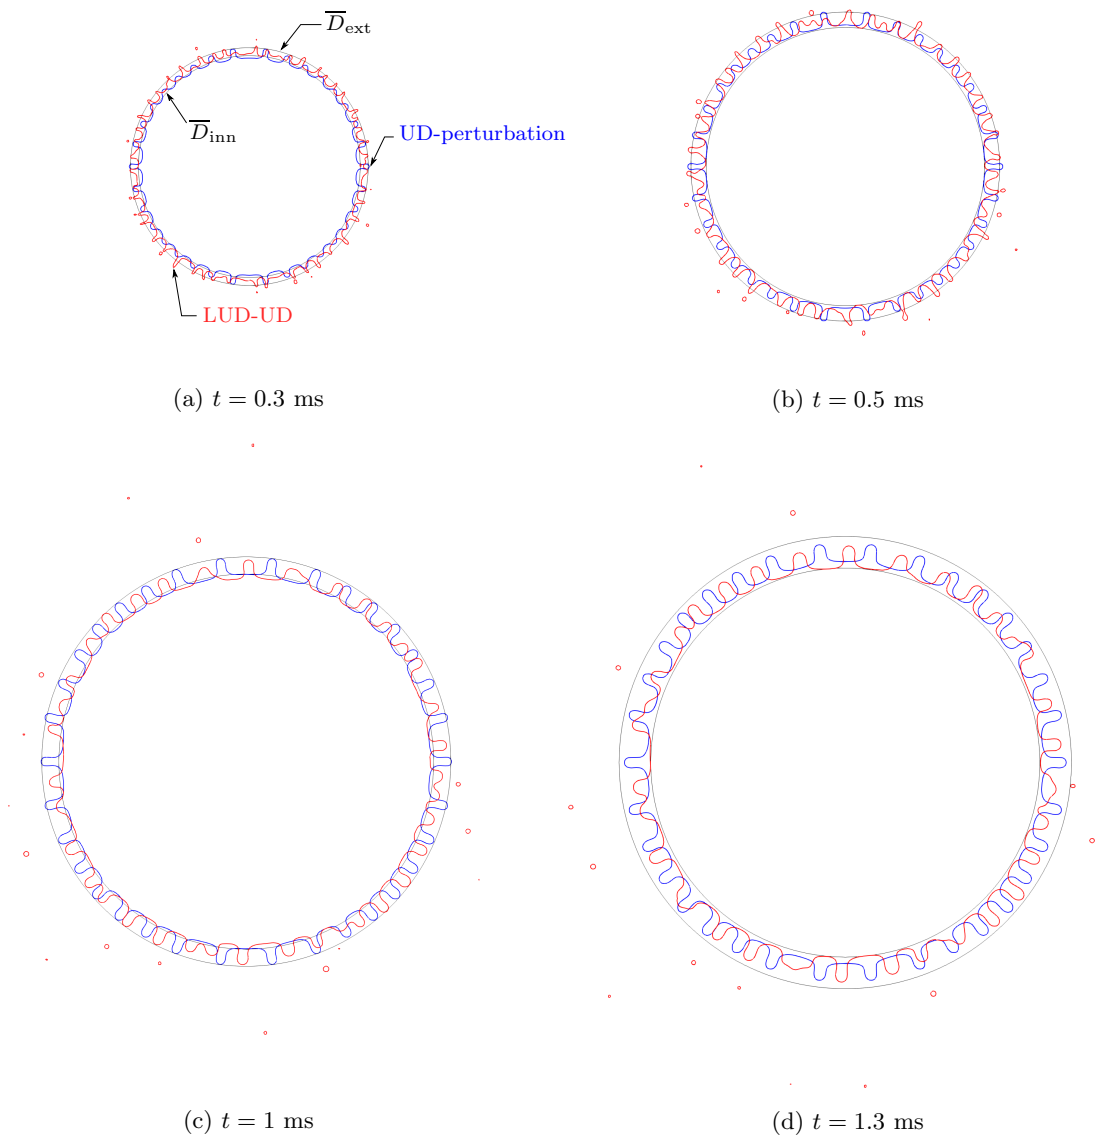 D̅ext
D̅inn
UD-perturbation
LUD-UD
(a) t = 0.3 ms
(b) t = 0.5 ms
(c) t = 1 ms
(d) t = 1.3 ms